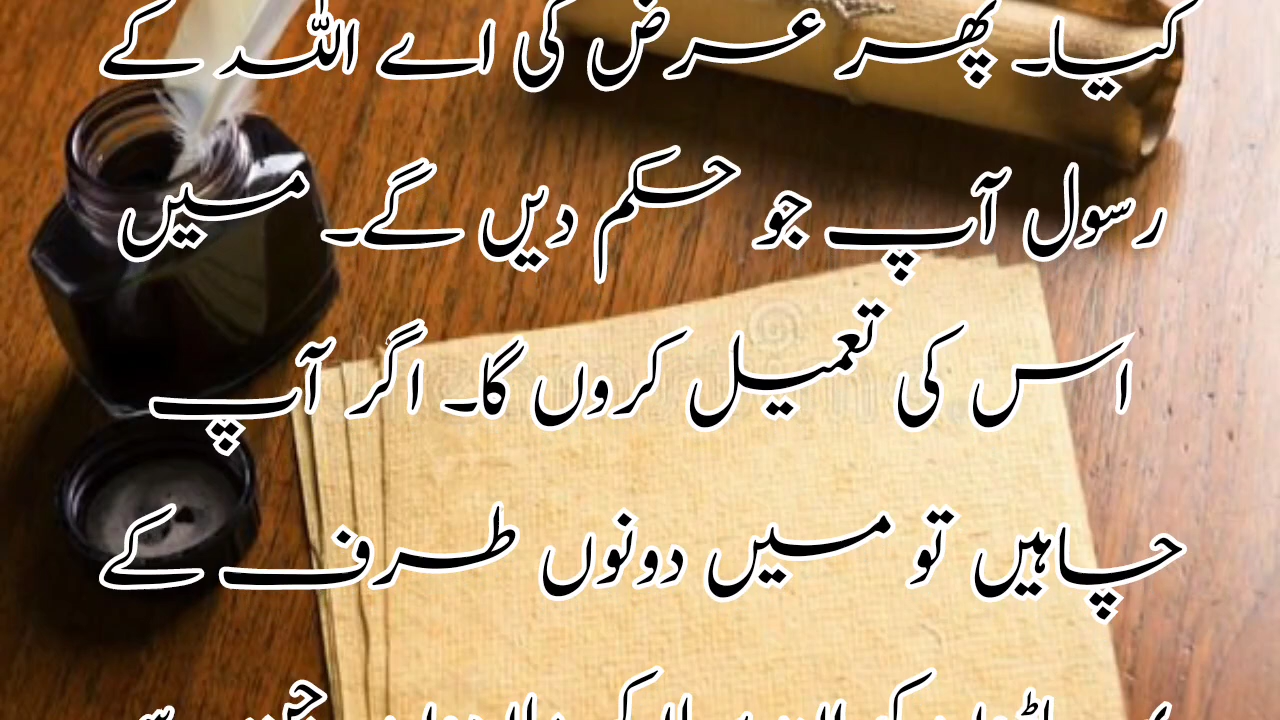 کیا۔ پھر عرض کی اے اللہ کے
رسول آپ جو حکم دیں گے۔ میں
اس کی تعمیل کروں گا۔ اگر آپ
چاہیں تو میں دونوں طرف کے